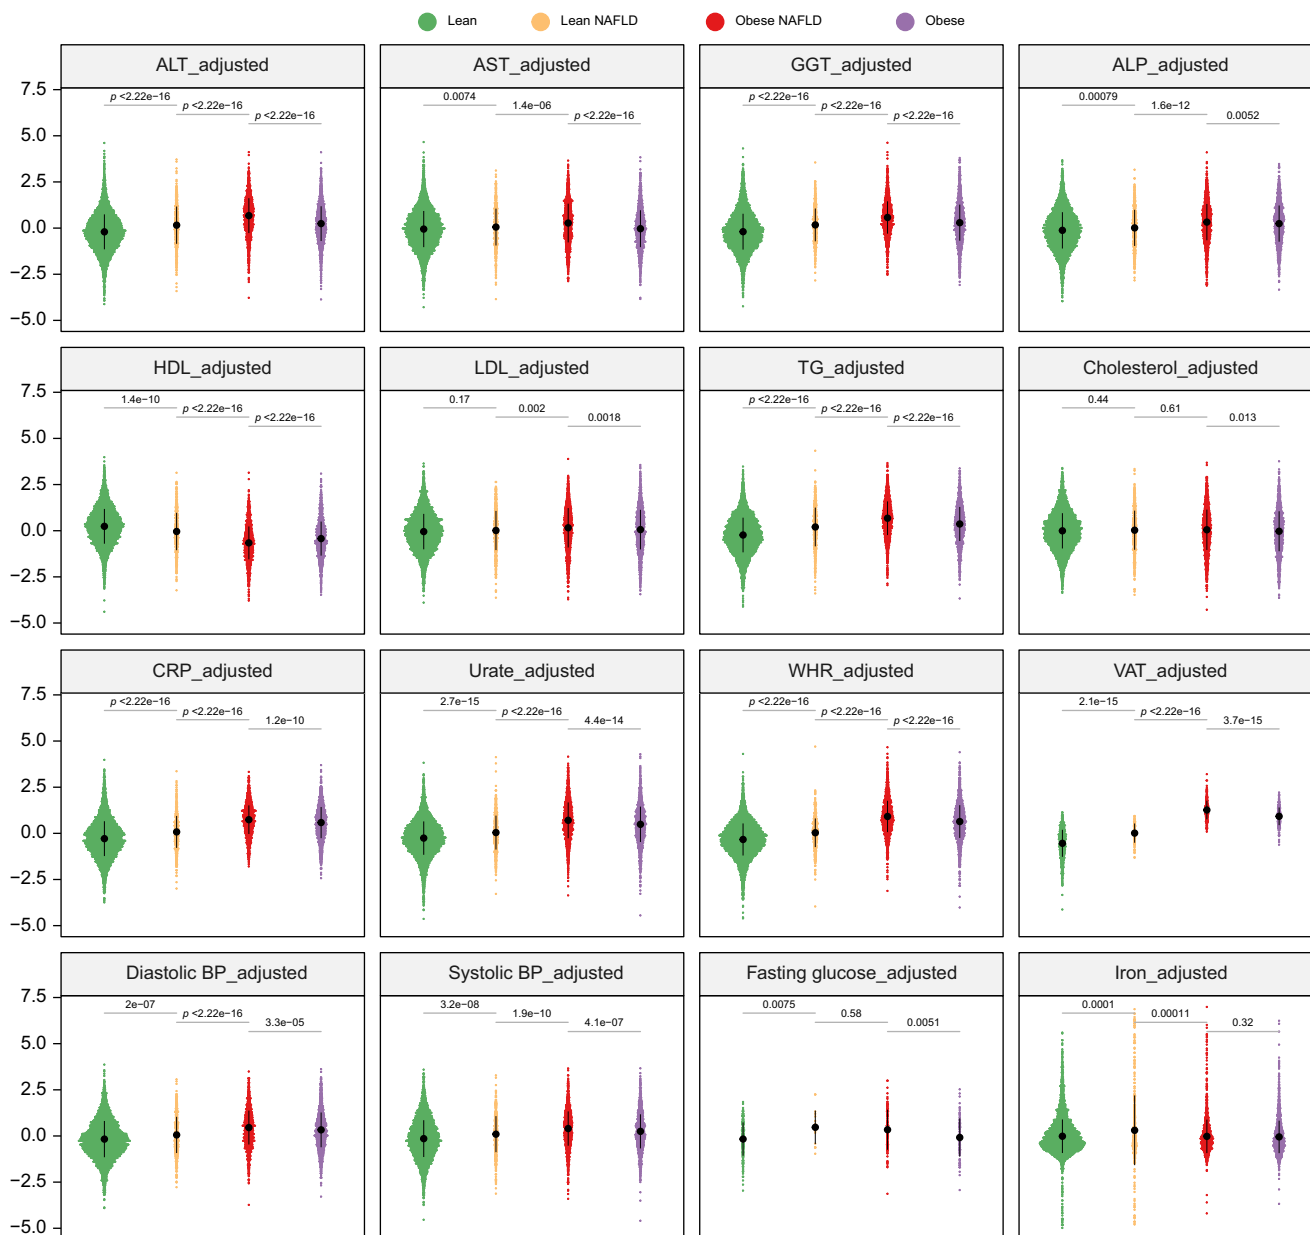 Lean Lean NAFLD Obese NAFLD Obese
ALT_adjusted AST_adjusted GGT_adjusted ALP_adjusted
7.5
p <2.22e−16 p <2.22e−16 p <2.22e−16
0.0074 1.4e−06 p <2.22e−16
p <2.22e−16 p <2.22e−16 p <2.22e−16
0.00079 1.6e−12 0.0052
5.0
2.5
0.0
−2.5
−5.0
HDL_adjusted LDL_adjusted TG_adjusted Cholesterol_adjusted
7.5
1.4e−10 p <2.22e−16 p <2.22e−16
0.17 0.002 0.0018
p <2.22e−16 p <2.22e−16 p <2.22e−16
0.44 0.61 0.013
5.0
2.5
0.0
−2.5
−5.0
CRP_adjusted Urate_adjusted WHR_adjusted VAT_adjusted
7.5
p <2.22e−16 p <2.22e−16 1.2e−10
2.7e−15 p <2.22e−16 4.4e−14
p <2.22e−16 p <2.22e−16 p <2.22e−16
2.1e−15 p <2.22e−16 3.7e−15
5.0
2.5
0.0
−2.5
−5.0
Diastolic BP_adjusted Systolic BP_adjusted Fasting glucose_adjusted Iron_adjusted
7.5
2e−07 p <2.22e−16 3.3e−05
3.2e−08 1.9e−10 4.1e−07
0.0075 0.58 0.0051
0.0001 0.00011 0.32
5.0
2.5
0.0
−2.5
−5.0